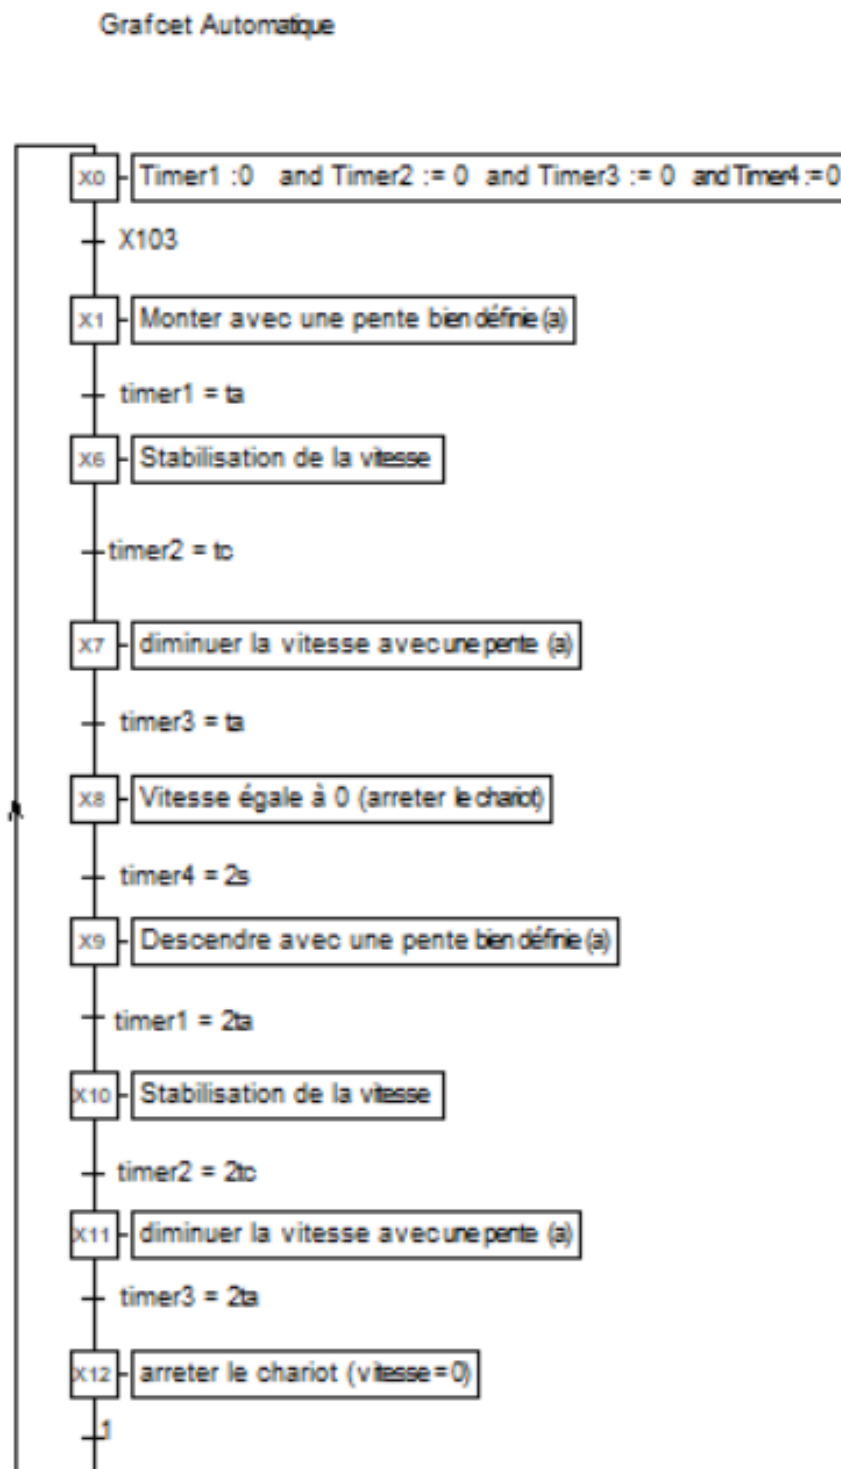 Grafcet Automatique
X0 Timer1 :0 and Timer2 := 0 and Timer3 := 0 and Timer4 := 0
X103
X1 Monter avec une pente bien définie (a)
timer1 = ta
X6 Stabilisation de la vitesse
timer2 = tc
X7 diminuer la vitesse avec une pente (a)
timer3 = ta
X8 Vitesse égale à 0 (arreter le chariot)
timer4 = 2s
X9 Descendre avec une pente bien définie (a)
timer1 = 2ta
X10 Stabilisation de la vitesse
timer2 = 2tc
X11 diminuer la vitesse avec une pente (a)
timer3 = 2ta
X12 arreter le chariot (vitesse = 0)
1